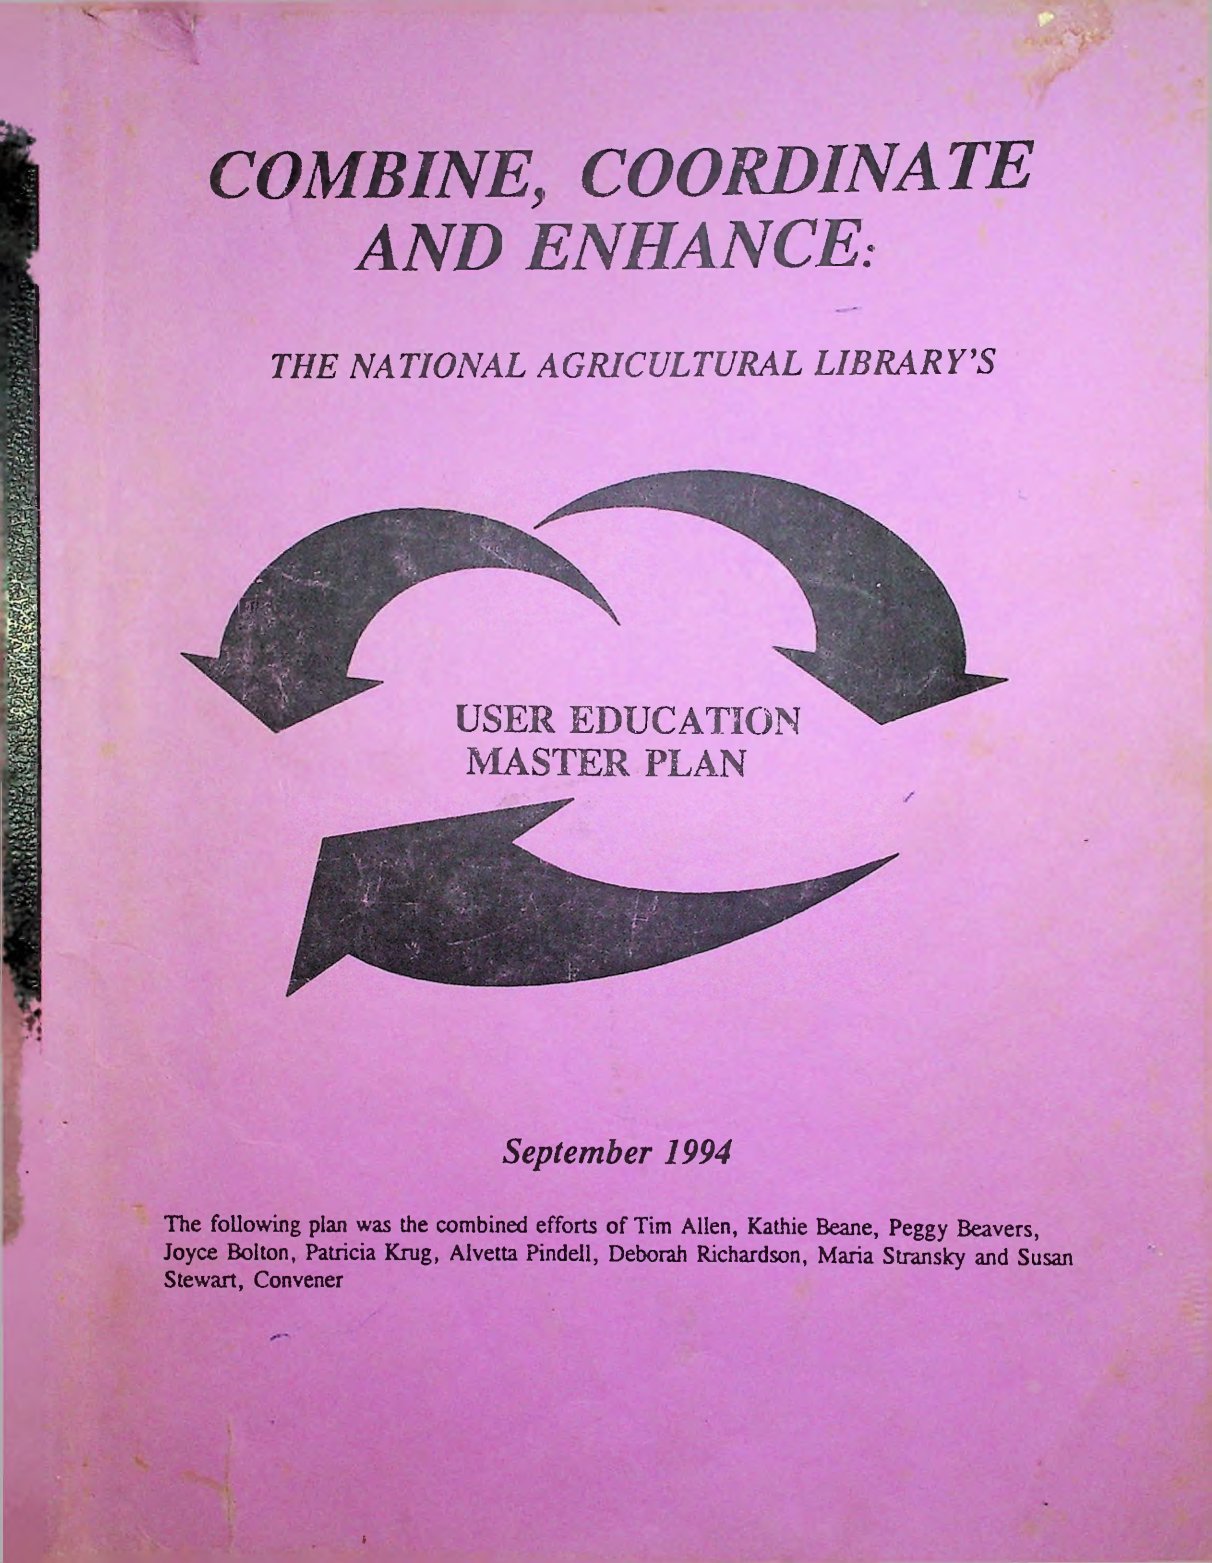 COMBINE, COORDINATE
AND ENHANCE:
THE NATIONAL AGRICULTURAL LIBRARY'S
USER EDUCATION
MASTER PLAN
September 1994
The following plan was the combined efforts of Tim Allen, Kathie Beane, Peggy Beavers,
Joyce Bolton, Patricia Krug, Alvetta Pindell, Deborah Richardson, Maria Stransky and Susan
Stewart, Convener